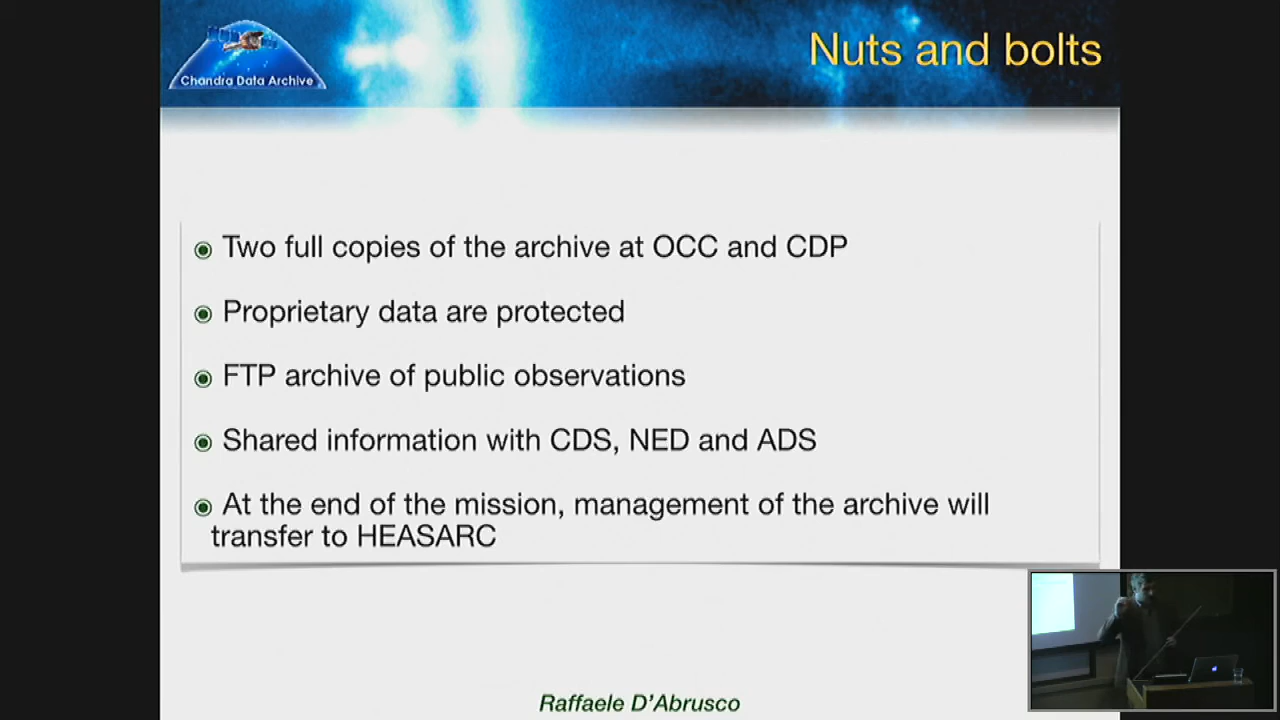 Chandra Data Archive
Nuts and bolts
Two full copies of the archive at OCC and CDP
Proprietary data are protected
FTP archive of public observations
Shared information with CDS, NED and ADS
At the end of the mission, management of the archive will
transfer to HEASARC
Raffaele D'Abrusco